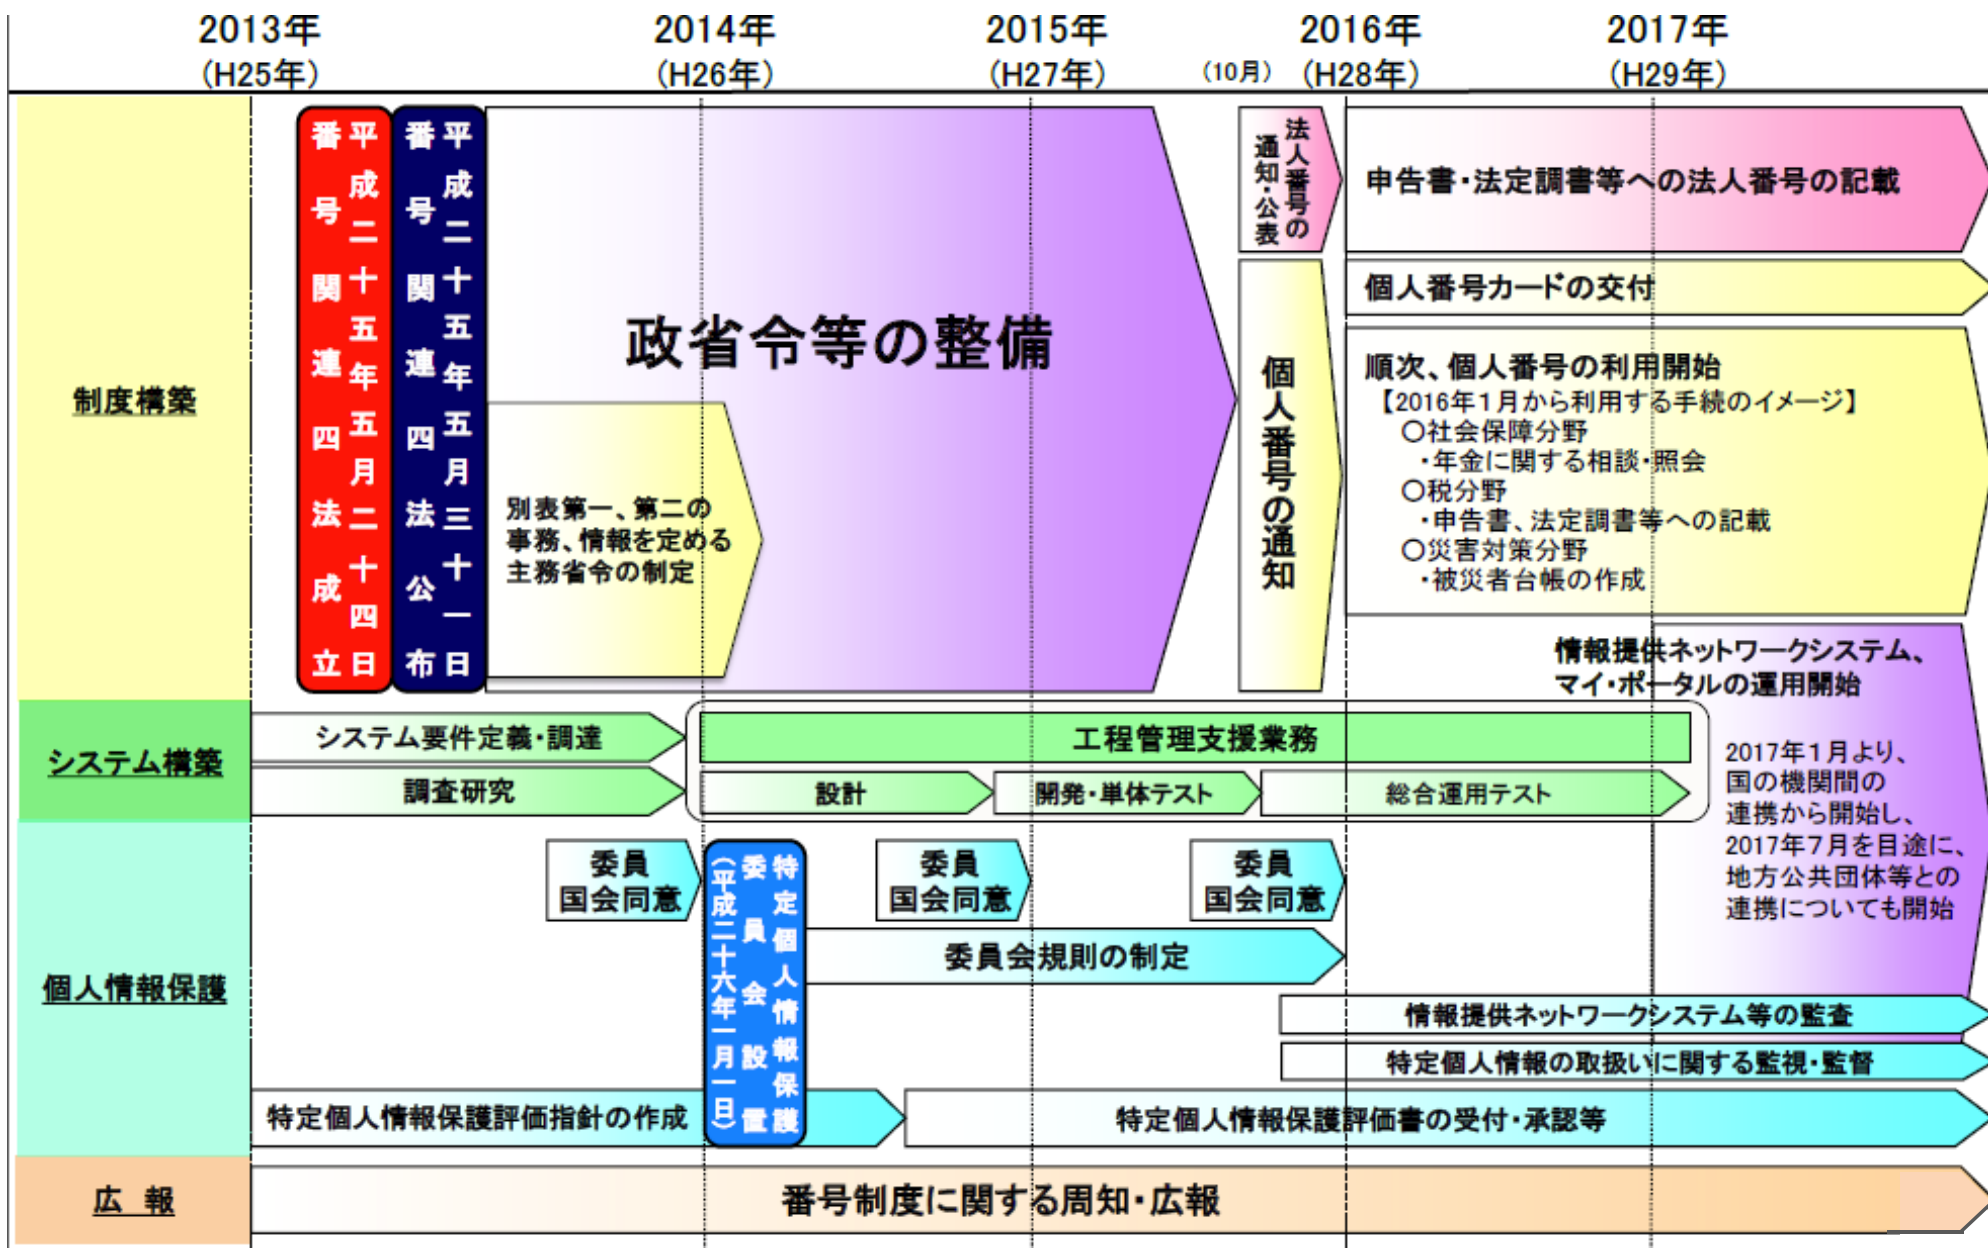 2013年
(H25年)
2014年
(H26年)
2015年
(H27年)
(10月)
2016年
(H28年)
2017年
(H29年)
制度構築
平成二十五年五月二十四日
番号関連四法成立
平成二十五年五月三十一日
番号関連四法公布
政省令等の整備
別表第一、第二の
事務、情報を定める
主務省令の制定
法人番号の
通知・公表
個人番号の通知
申告書・法定調書等への法人番号の記載
個人番号カードの交付
順次、個人番号の利用開始
【2016年1月から利用する手続のイメージ】
○社会保障分野
・年金に関する相談・照会
○税分野
・申告書、法定調書等への記載
○災害対策分野
・被災者台帳の作成
情報提供ネットワークシステム、
マイ・ポータルの運用開始
2017年1月より、
国の機関間の
連携から開始し、
2017年7月を目途に、
地方公共団体等との
連携についても開始
システム構築
システム要件定義・調達
調査研究
工程管理支援業務
設計
開発・単体テスト
総合運用テスト
個人情報保護
委員
国会同意
特定個人情報保護
委員会設置
(平成二十六年一月一日)
委員
国会同意
委員
国会同意
委員会規則の制定
情報提供ネットワークシステム等の監査
特定個人情報の取扱いに関する監視・監督
特定個人情報保護評価指針の作成
特定個人情報保護評価書の受付・承認等
広 報
番号制度に関する周知・広報